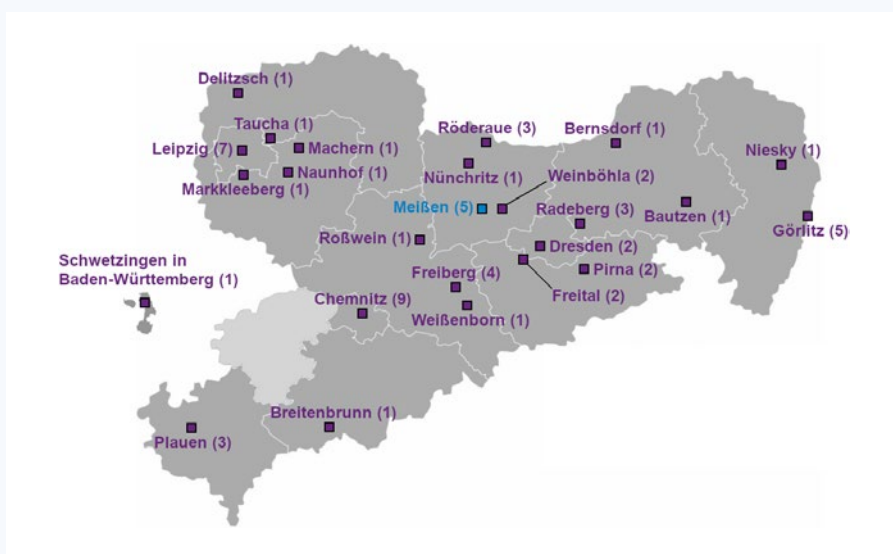 Delitzsch (1)
Taucha (1)
Röderaue (3)
Bernsdorf (1)
Leipzig (7)
Machern (1)
Niesky (1)
Naunhof (1)
Nünchritz (1)
Weinböhla (2)
Markkleeberg (1)
Meißen (5)
Radeberg (3)
Bautzen (1)
Görlitz (5)
Roßwein (1)
Dresden (2)
Schwetzingen in
Baden-Württemberg (1)
Freiberg (4)
Pirna (2)
Chemnitz (9)
Freital (2)
Weißenborn (1)
Breitenbrunn (1)
Plauen (3)